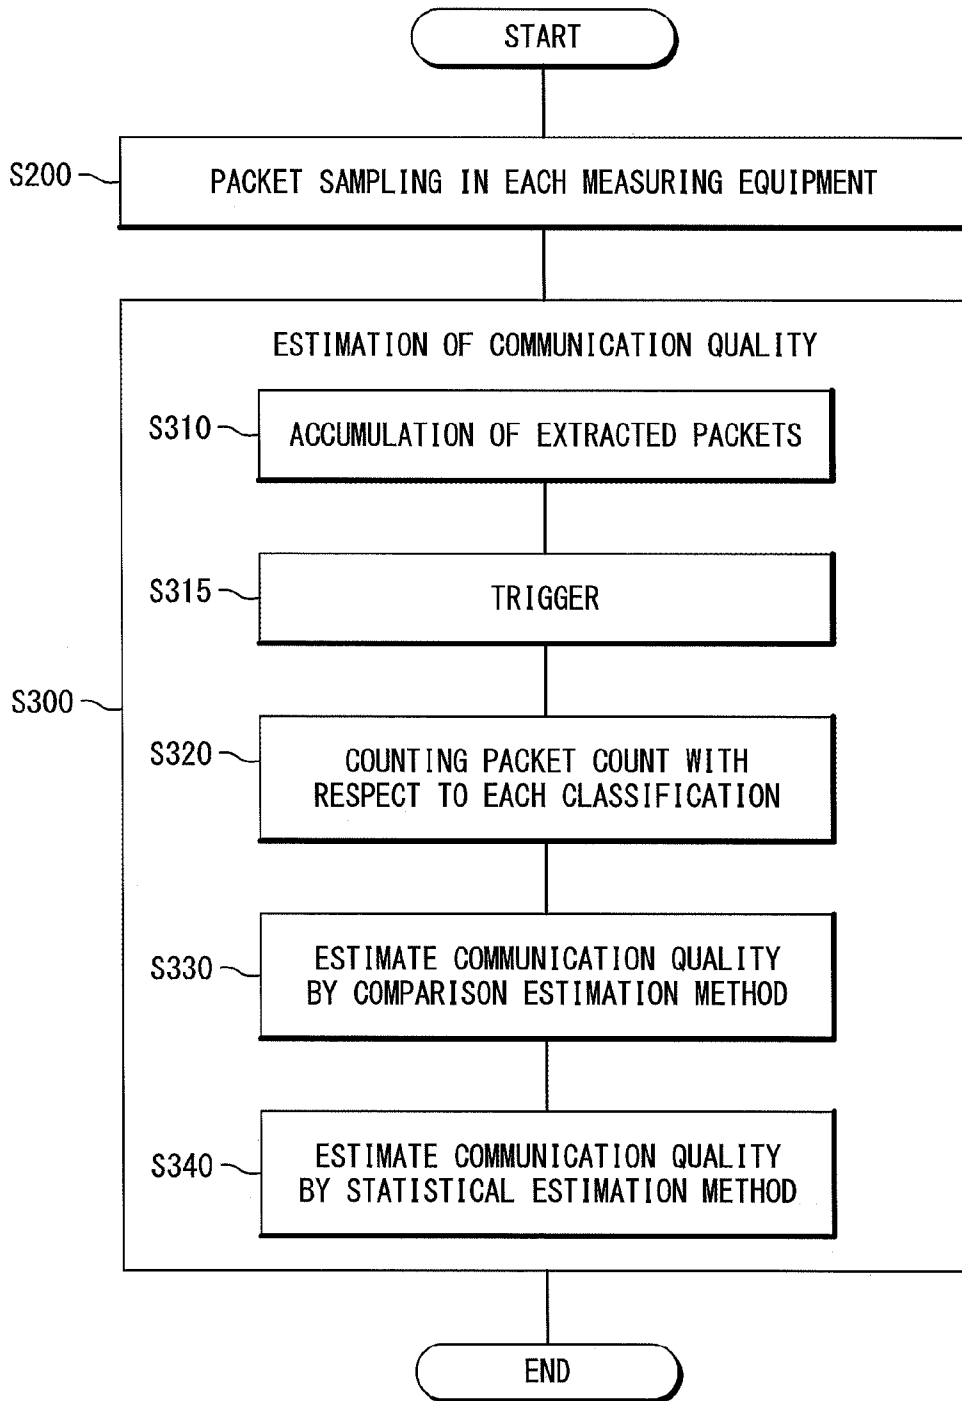 START
S200
PACKET SAMPLING IN EACH MEASURING EQUIPMENT
ESTIMATION OF COMMUNICATION QUALITY
S310
ACCUMULATION OF EXTRACTED PACKETS
S315
TRIGGER
S300
S320
COUNTING PACKET COUNT WITH
RESPECT TO EACH CLASSIFICATION
S330
ESTIMATE COMMUNICATION QUALITY
BY COMPARISON ESTIMATION METHOD
S340
ESTIMATE COMMUNICATION QUALITY
BY STATISTICAL ESTIMATION METHOD
END